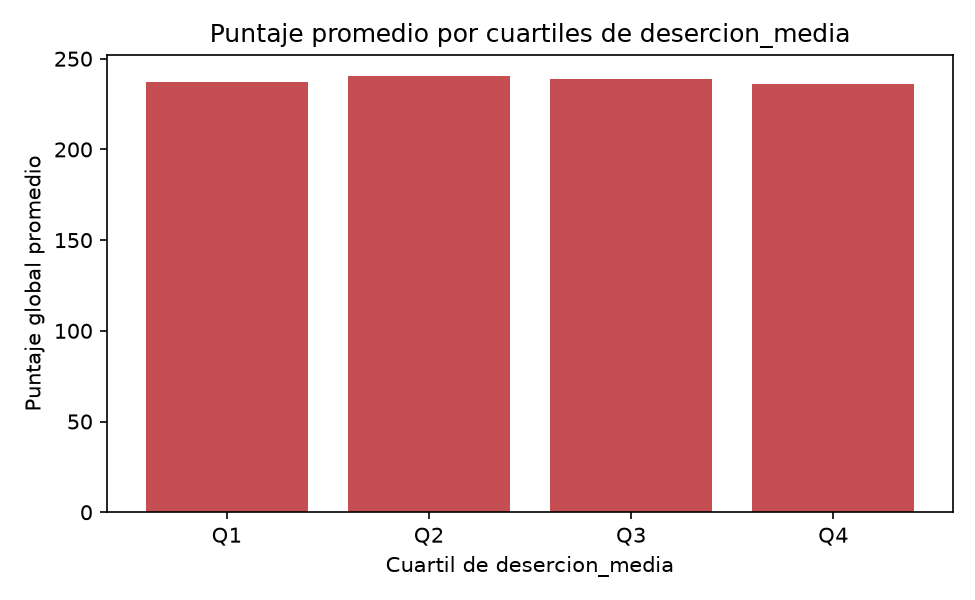 Puntaje promedio por cuartiles de desercion_media
Puntaje global promedio
250
200
150
100
50
0
Q1 Q2 Q3 Q4
Cuartil de desercion_media